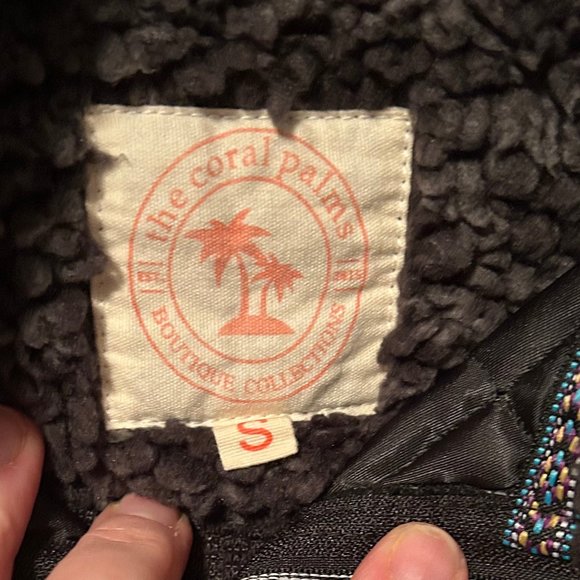 the coral palms
BOUTIQUE COLLECTIONS
S